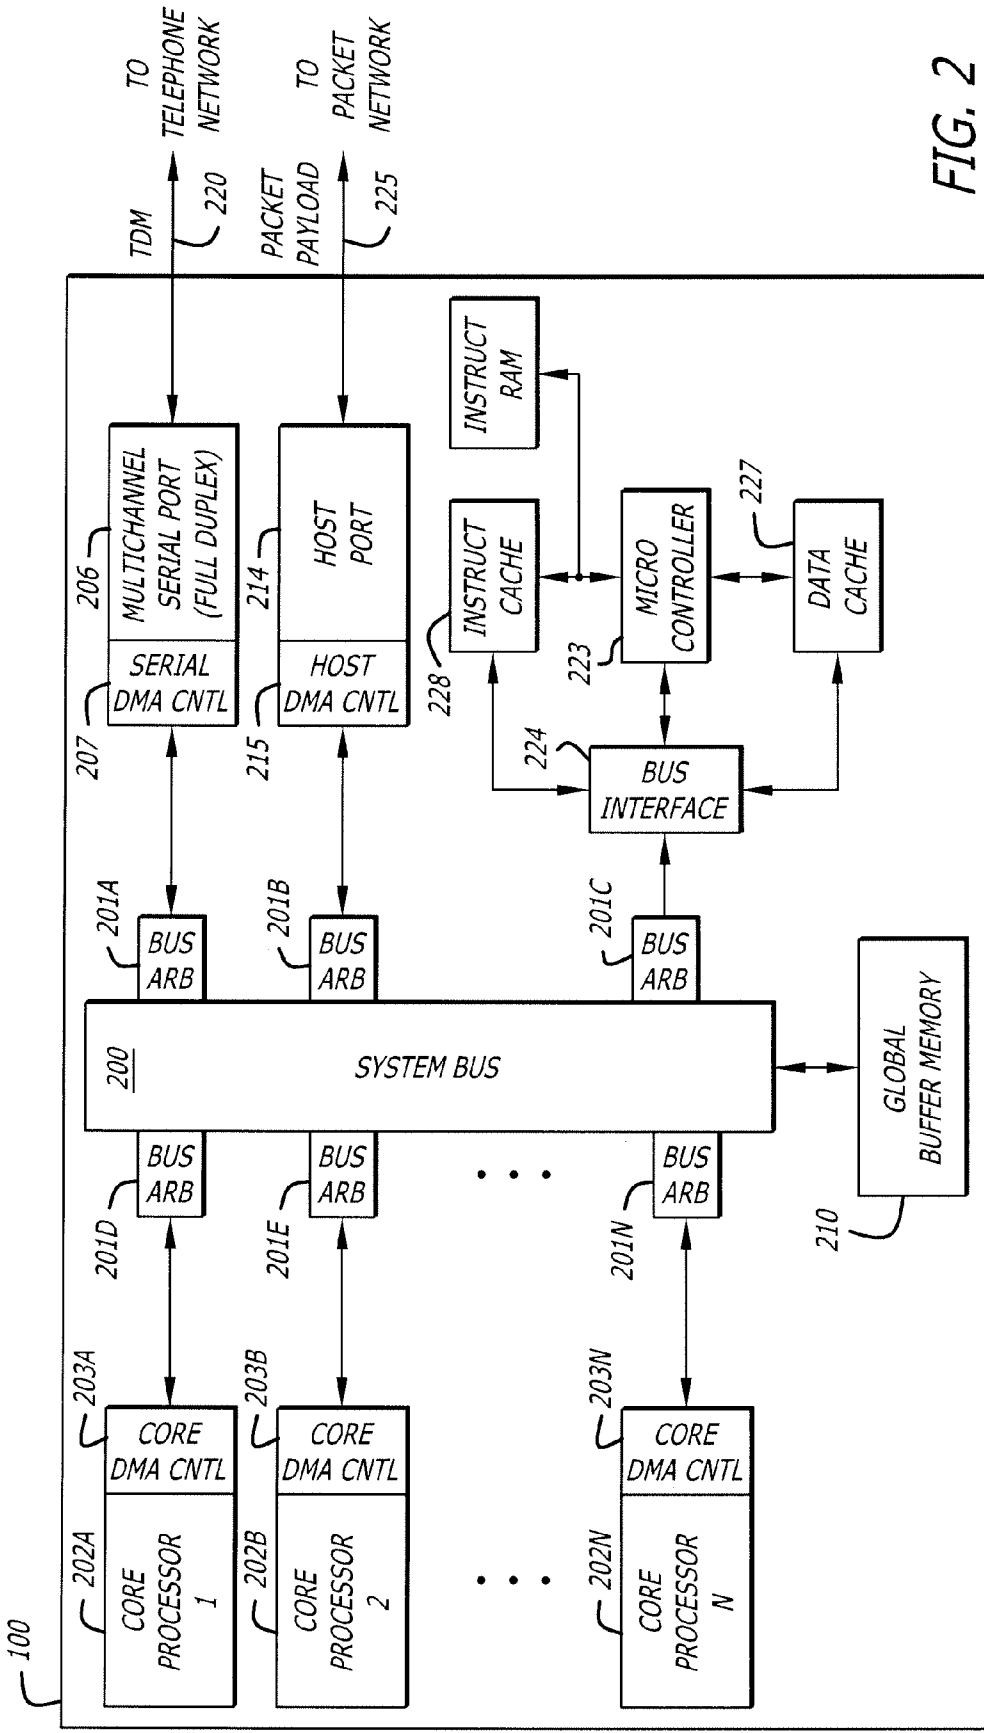 100
202A
CORE
PROCESSOR
1
203A
CORE
DMA CNTL
201D
BUS
ARB
200
SYSTEM BUS
201A
BUS
ARB
207
SERIAL
DMA CNTL
206
MULTICHANNEL
SERIAL PORT
(FULL DUPLEX)
TDM
220
TO
TELEPHONE
NETWORK
202B
CORE
PROCESSOR
2
203B
CORE
DMA CNTL
201E
BUS
ARB
201B
BUS
ARB
215
HOST
DMA CNTL
214
HOST
PORT
PACKET
PAYLOAD
225
TO
PACKET
NETWORK
202N
CORE
PROCESSOR
N
203N
CORE
DMA CNTL
201N
BUS
ARB
201C
BUS
ARB
224
BUS
INTERFACE
228
INSTRUCT
CACHE
INSTRUCT
RAM
223
MICRO
CONTROLLER
227
DATA
CACHE
210
GLOBAL
BUFFER MEMORY
FIG. 2